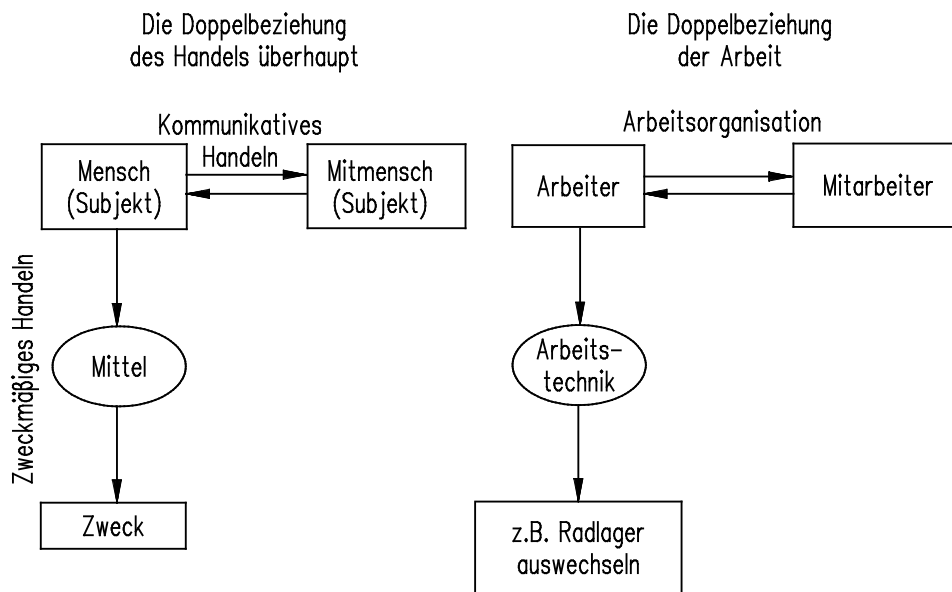 Die Doppelbeziehung
des Handels überhaupt
Kommunikatives
Handeln
Mensch
(Subjekt)
Mitmensch
(Subjekt)
Zweckmäßiges Handeln
Mittel
Zweck
Die Doppelbeziehung
der Arbeit
Arbeitsorganisation
Arbeiter
Mitarbeiter
Arbeits-
technik
z.B. Radlager
auswechseln